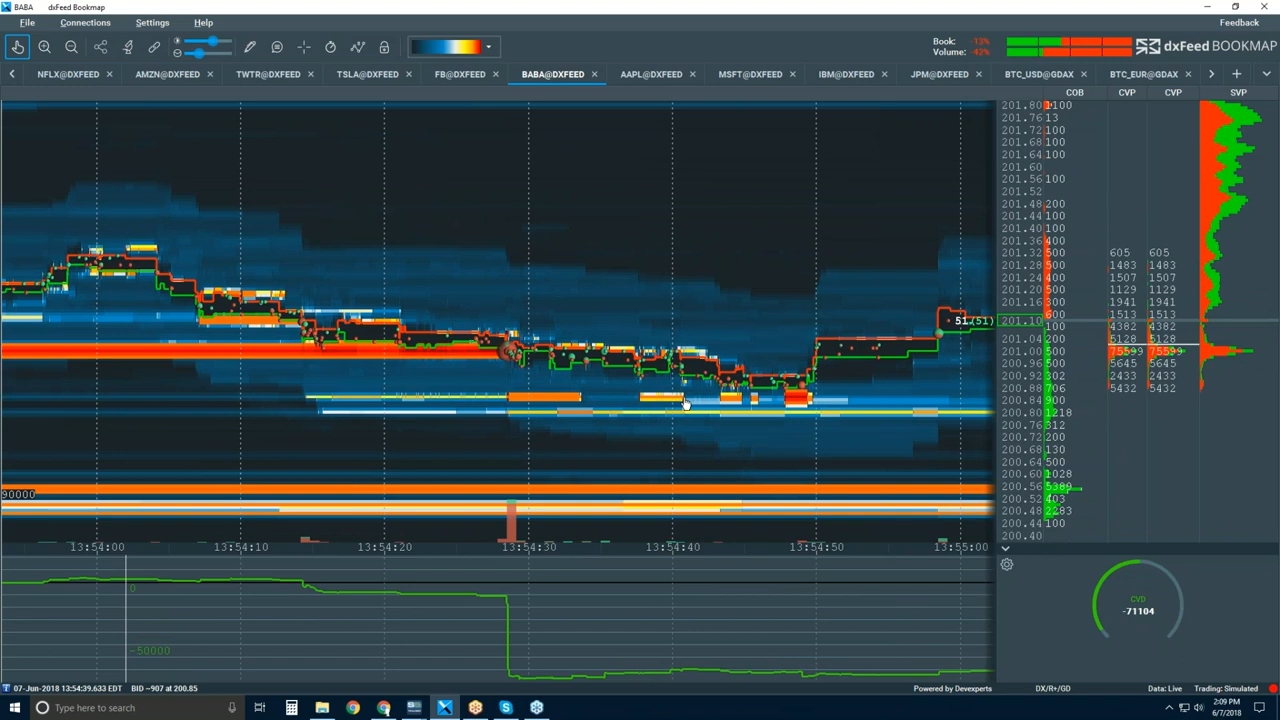 BABA dxFeed Bookmap
File Connections Settings Help Feedback
Book: -13%
Volume: -42%
dxFeed BOOKMAP
NFLX@DXFEED AMZN@DXFEED TWTR@DXFEED TSLA@DXFEED FB@DXFEED BABA@DXFEED AAPL@DXFEED MSFT@DXFEED IBM@DXFEED JPM@DXFEED BTC_USD@GDAX BTC_EUR@GDAX
COB CVP CVP SVP
201.80 1100
201.76 13
201.72 100
201.68 100
201.64 100
201.60
201.56 100
201.52
201.48 200
201.44 100
201.40 100
201.36 400
201.32 500 605 605
201.28 500 1483 1483
201.24 400 1507 1507
201.20 500 1129 1129
201.16 300 1941 1941
600 1513 1513
51(51) 201.10
100 4382 4382
201.04 200 5128 5128
201.00 500 75599 75599
200.96 500 5645 5645
200.92 302 2433 2433
200.88 706 5432 5432
200.84 900
200.80 1218
200.76 312
200.72 200
200.68 130
200.64 500
200.60 1028
200.56 5389
90000
200.52 403
200.48 2283
200.44 100
200.40
13:54:00 13:54:10 13:54:20 13:54:30 13:54:40 13:54:50 13:55:00
0
-50000
CVD
-71104
07-Jun-2018 13:54:39.633 EDT BID ~907 at 200.85 Powered by Devexperts DX/R+/GD Data: Live Trading: Simulated
Type here to search
2:09 PM
6/7/2018